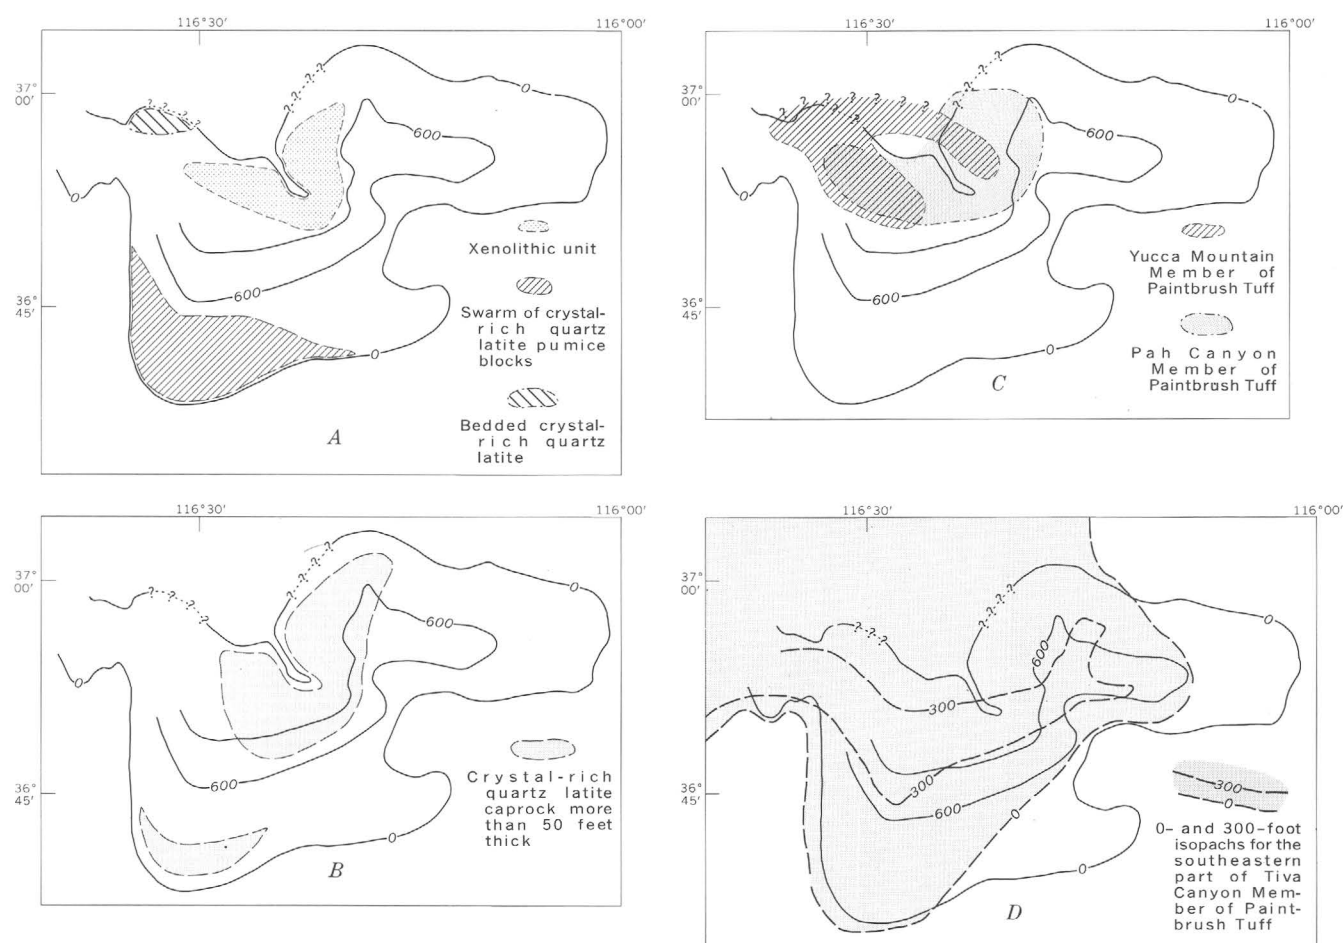 116°30′
116°00′
37°
00′
?
?
?
?
?
?
0
600
0
600
36°
45′
0
Xenolithic unit
Swarm of crystal-
rich quartz
latite pumice
blocks
Bedded crystal-
rich quartz
latite
A
116°30′
116°00′
37°
00′
?
?
?
?
?
?
?
?
?
?
?
0
600
0
600
36°
45′
0
Yucca Mountain
Member of
Paintbrush Tuff
Pah Canyon
Member of
Paintbrush Tuff
C
116°30′
116°00′
37°
00′
?
?
?
?
?
?
?
?
0
600
0
600
36°
45′
0
Crystal-rich
quartz latite
caprock more
than 50 feet
thick
B
116°30′
116°00′
37°
00′
?-?-?
?-?-?-?
0
600
300
300
600
0
36°
45′
0
300
0
0- and 300-foot
isopachs for the
southeastern
part of Tiva
Canyon Mem-
ber of Paint-
brush Tuff
D